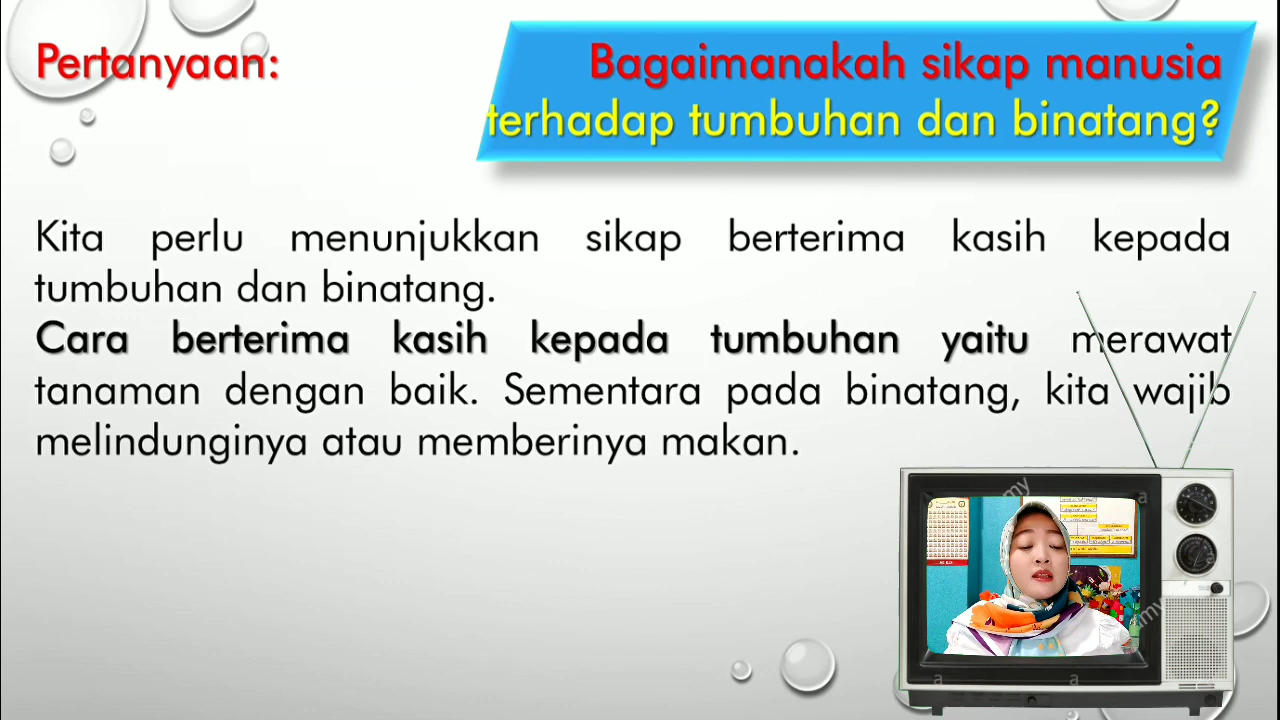 Pertanyaan:
Bagaimanakah sikap manusia
terhadap tumbuhan dan binatang?
Kita perlu menunjukkan sikap berterima kasih kepada
tumbuhan dan binatang.
Cara berterima kasih kepada tumbuhan yaitu merawat
tanaman dengan baik. Sementara pada binatang, kita wajib
melindunginya atau memberinya makan.